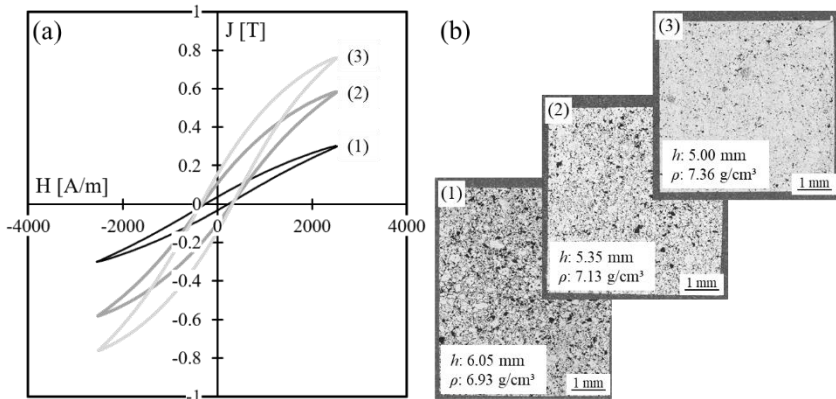 (a)
J [T]
1
0.8
0.6
0.4
0.2
0
-0.2
-0.4
-0.6
-0.8
-1
H [A/m]
-4000
-2000
0
2000
4000
(3)
(2)
(1)
(b)
(3)
h: 5.00 mm
ρ: 7.36 g/cm³
1 mm
(2)
h: 5.35 mm
ρ: 7.13 g/cm³
1 mm
(1)
h: 6.05 mm
ρ: 6.93 g/cm³
1 mm